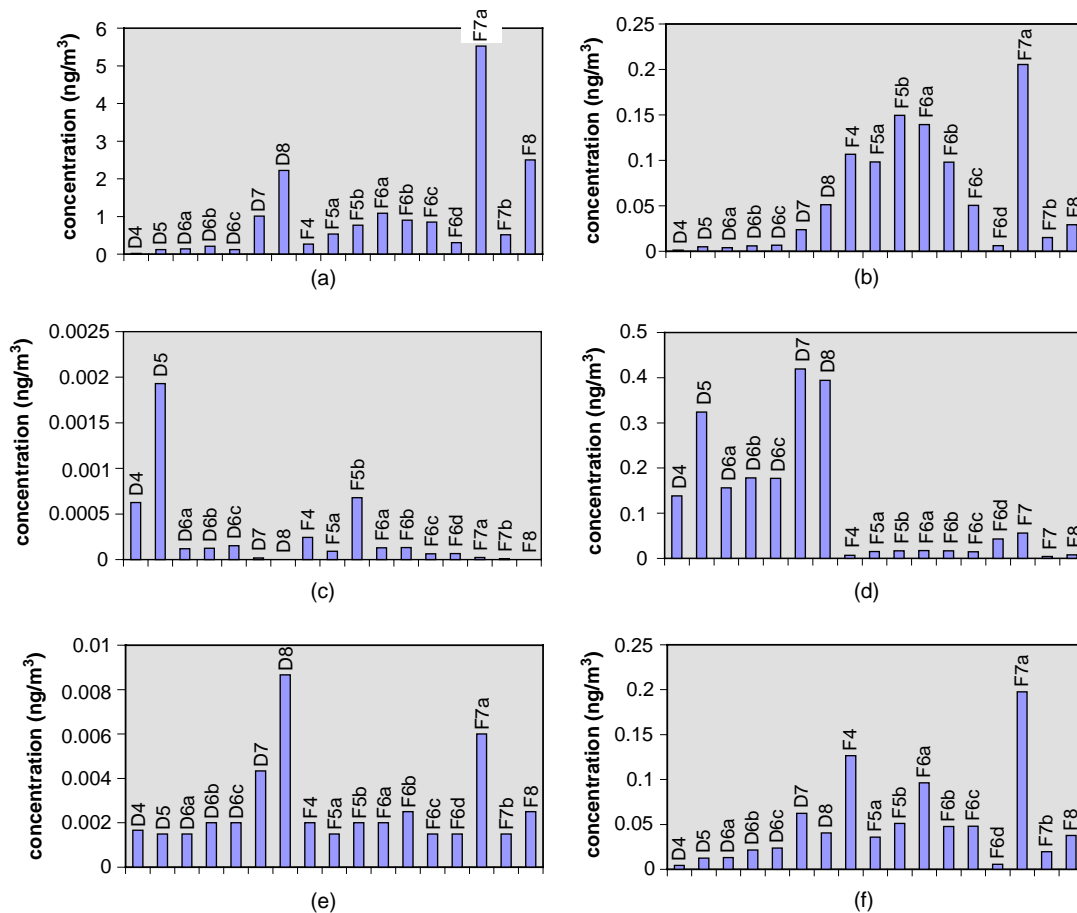 concentration (ng/m³)
6
5
4
3
2
1
0
D4
D5
D6a
D6b
D6c
D7
D8
F4
F5a
F5b
F6a
F6b
F6c
F6d
F7a
F7b
F8
(a)
concentration (ng/m³)
0.25
0.2
0.15
0.1
0.05
0
D4
D5
D6a
D6b
D6c
D7
D8
F4
F5a
F5b
F6a
F6b
F6c
F6d
F7a
F7b
F8
(b)
concentration (ng/m³)
0.0025
0.002
0.0015
0.001
0.0005
0
D4
D5
D6a
D6b
D6c
D7
D8
F4
F5a
F5b
F6a
F6b
F6c
F6d
F7a
F7b
F8
(c)
concentration (ng/m³)
0.5
0.4
0.3
0.2
0.1
0
D4
D5
D6a
D6b
D6c
D7
D8
F4
F5a
F5b
F6a
F6b
F6c
F6d
F7
F7
F8
(d)
concentration (ng/m³)
0.01
0.008
0.006
0.004
0.002
0
D4
D5
D6a
D6b
D6c
D7
D8
F4
F5a
F5b
F6a
F6b
F6c
F6d
F7a
F7b
F8
(e)
concentration (ng/m³)
0.25
0.2
0.15
0.1
0.05
0
D4
D5
D6a
D6b
D6c
D7
D8
F4
F5a
F5b
F6a
F6b
F6c
F6d
F7a
F7b
F8
(f)